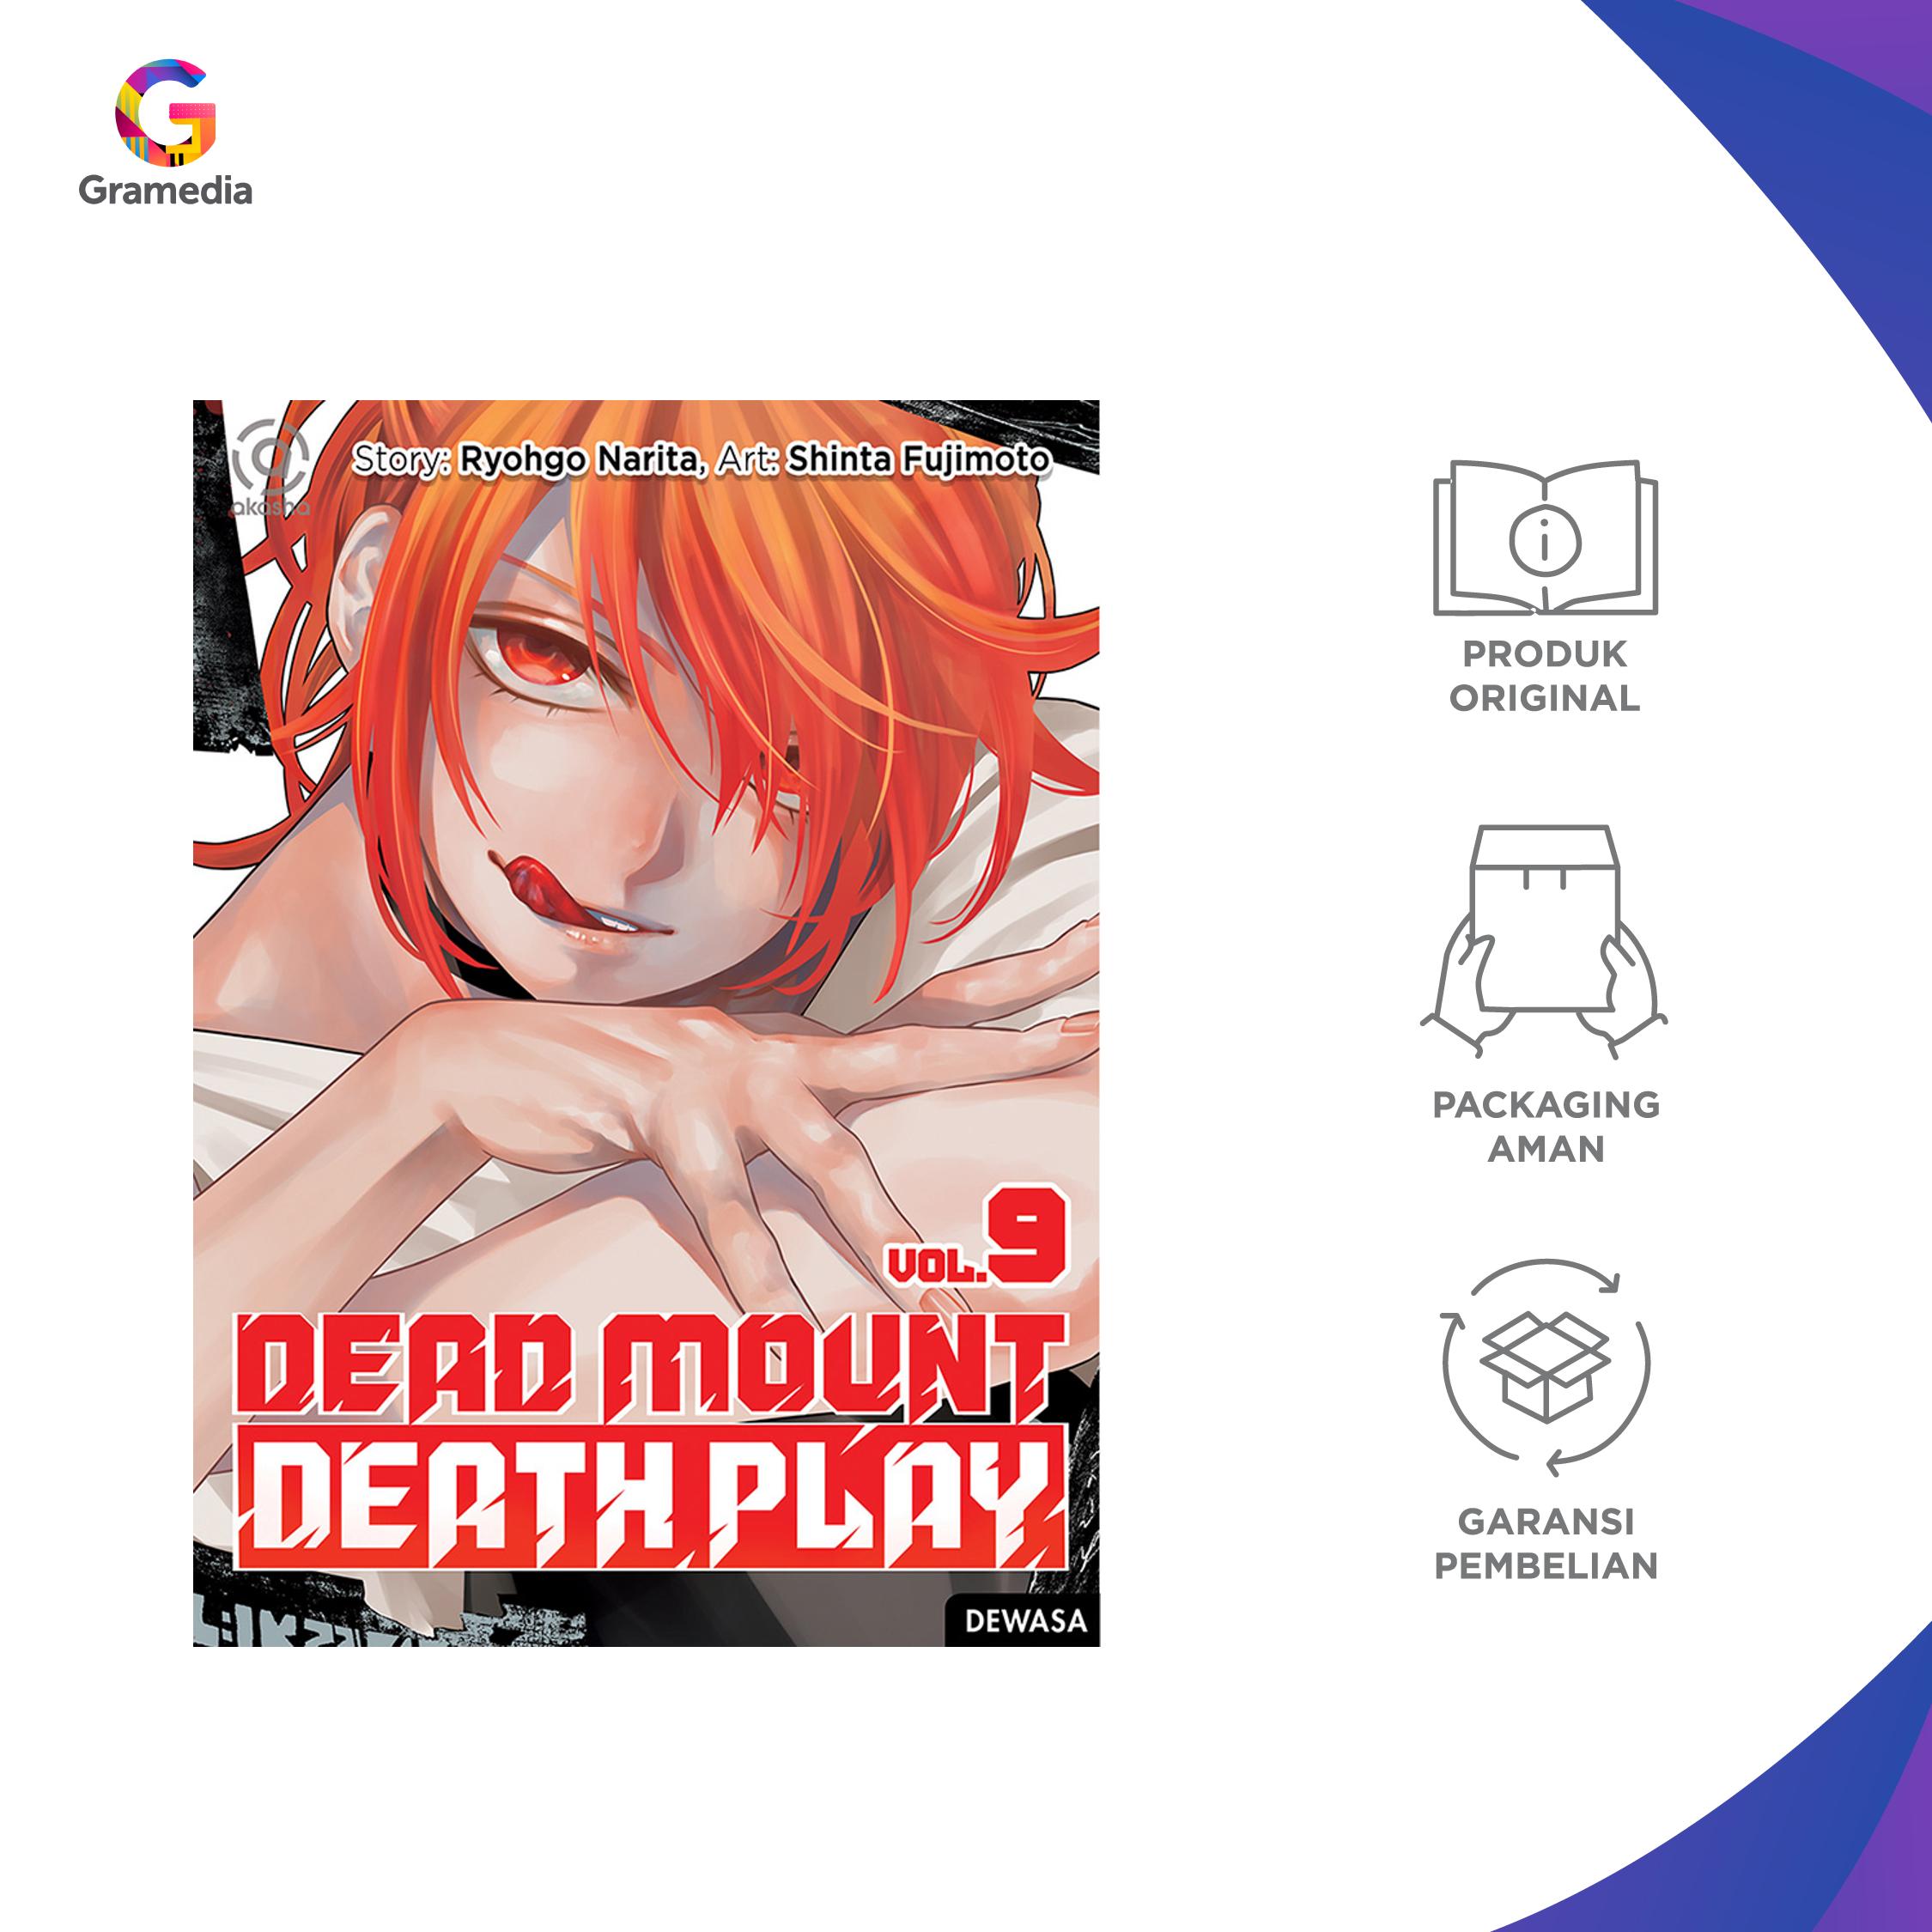 Gramedia
akasha
Story: Ryohgo Narita, Art: Shinta Fujimoto
VOL.9
DEAD MOUNT
DEATH PLAY
DEWASA
PRODUK
ORIGINAL
PACKAGING
AMAN
GARANSI
PEMBELIAN